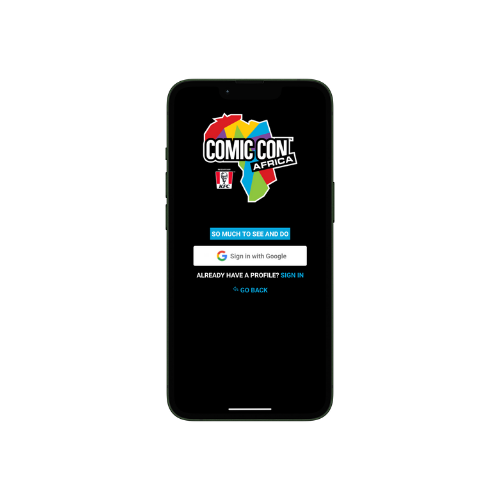 COMIC CON
AFRICA
KFC
SO MUCH TO SEE AND DO
Sign in with Google
ALREADY HAVE A PROFILE? SIGN IN
GO BACK